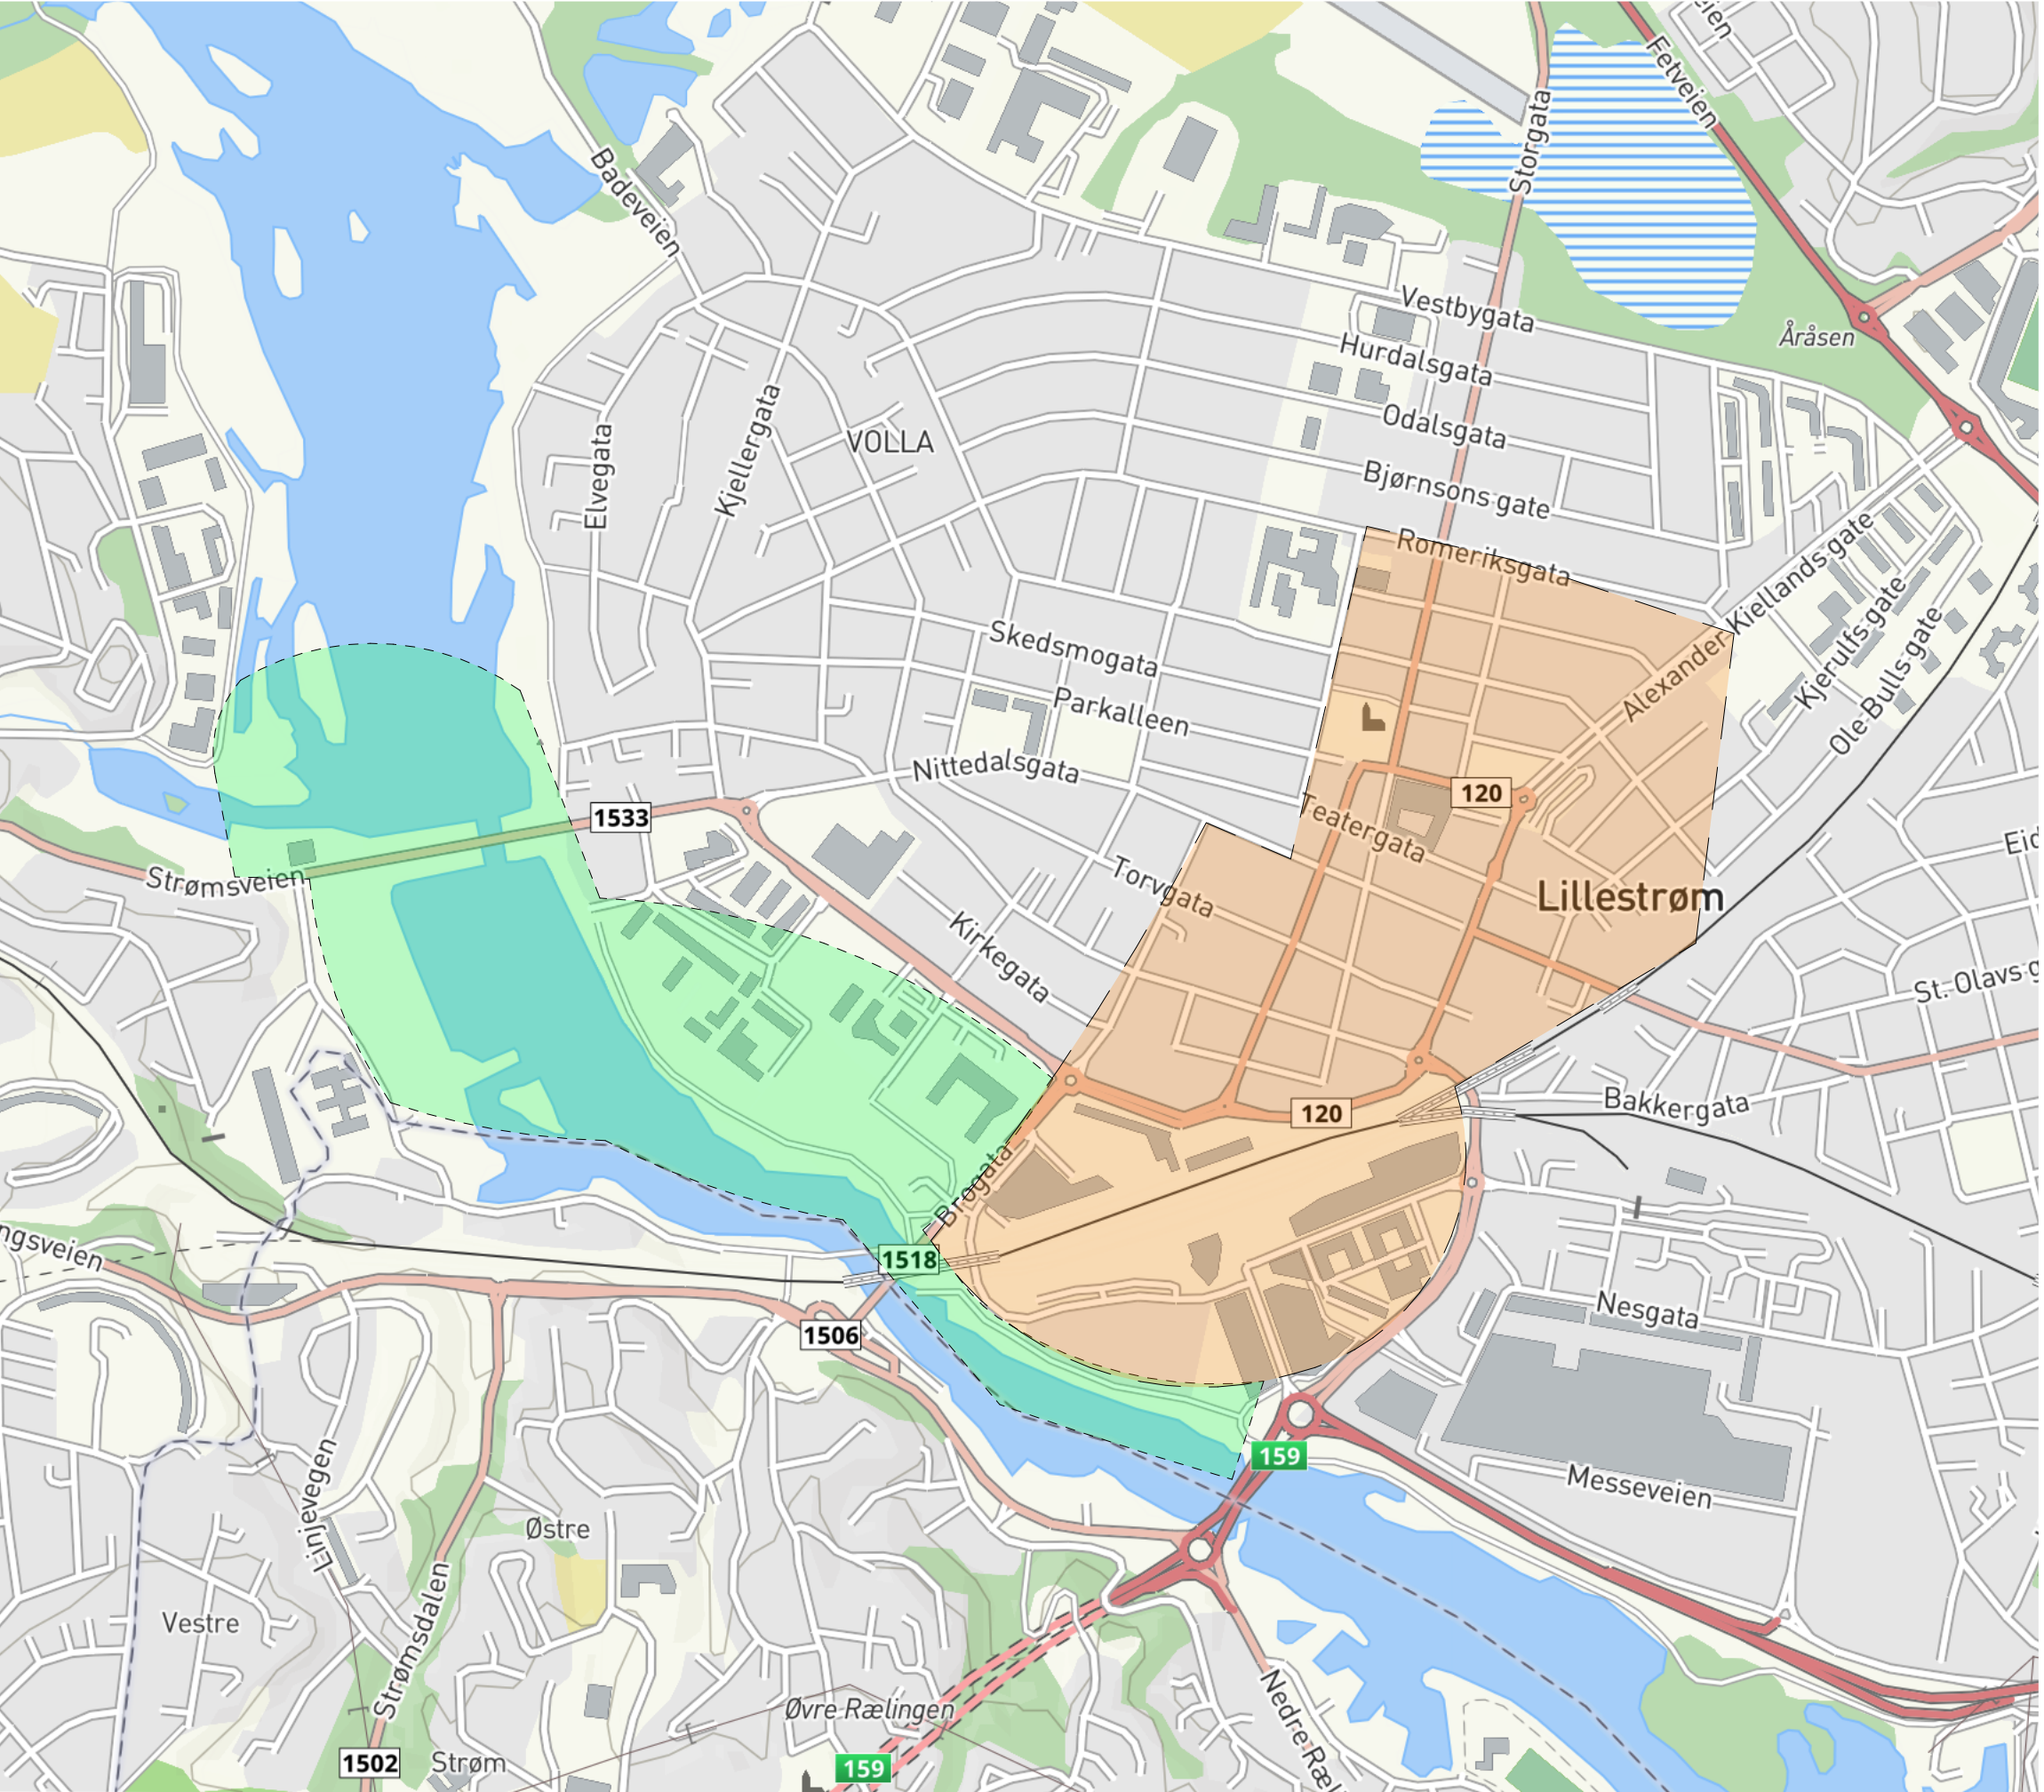 eien
Fetveien
Storgata
Badeveien
Vestbygata
Åråsen
Hurdalsgata
Odalsgata
VOLLA
Elvegata
Kjellergata
Bjørnsons gate
Romeriksgata
Alexander Kiellands gate
Kjerulfs gate
Ole Bulls gate
Skedsmogata
Parkalleen
Nittedalsgata
120
1533
Teatergata
Eid
Strømsveien
Torvgata
Lillestrøm
Kirkegata
St. Olavs g
Bakkergata
120
Brogata
ngsveien
1518
Nesgata
1506
159
Messeveien
Linjevegen
Østre
Vestre
Strømsdalen
Øvre Rælingen
Nedre Ræl
1502
Strøm
159